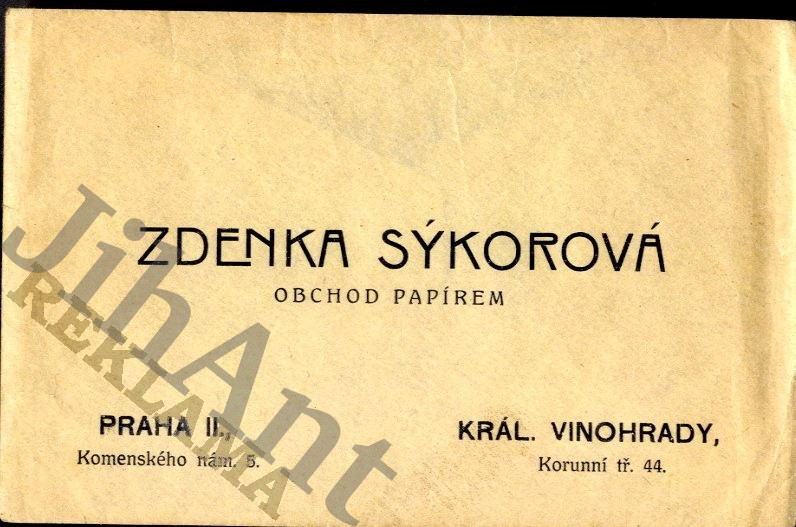 ZDENKA SÝKOROVÁ
OBCHOD PAPÍREM
PRAHA II.,
Komenského nám. 5.
KRÁL. VINOHRADY,
Korunní tř. 44.
JihAnt
REKLAMA